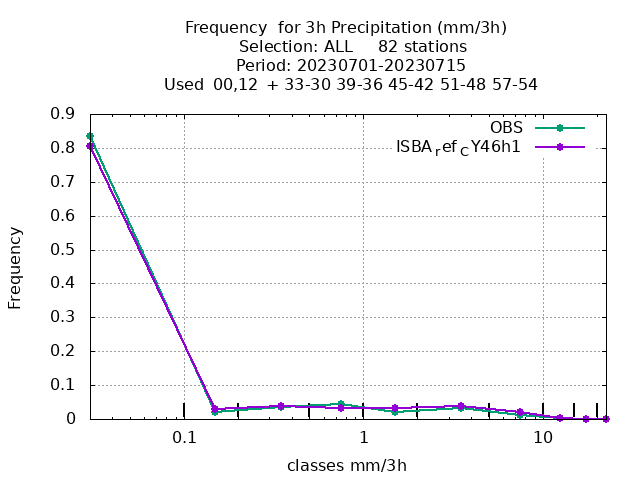 Frequency  for 3h Precipitation (mm/3h)
Selection: ALL     82 stations
Period: 20230701-20230715
Used  00,12  + 33-30 39-36 45-42 51-48 57-54
OBS
ISBA_ref_CY46h1
0.9
0.8
0.7
0.6
0.5
0.4
0.3
0.2
0.1
0
Frequency
0.1 1 10
classes mm/3h